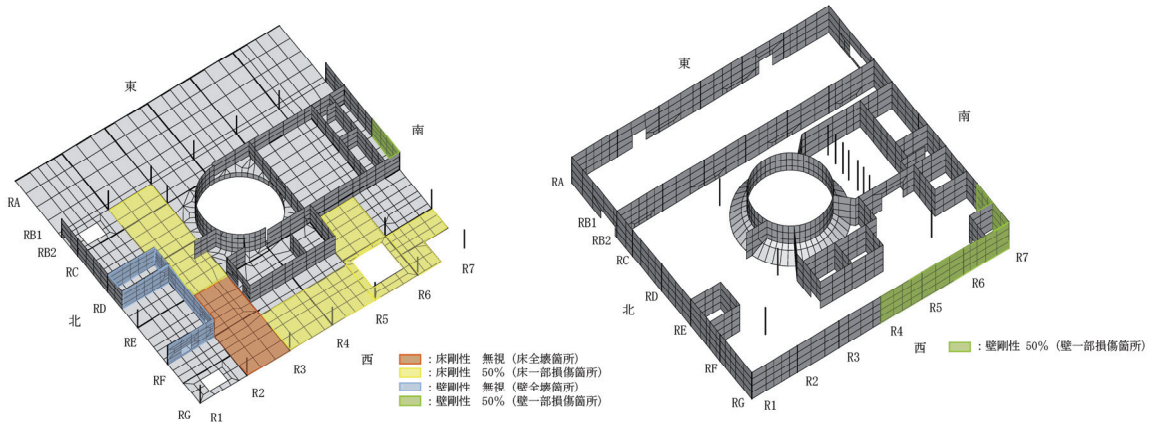 東
南
RA
RB1
RB2
RC
RD
RE
RF
RG
北
西
R1
R2
R3
R4
R5
R6
R7
：床剛性　無視（床全壊箇所）
：床剛性　50%（床一部損傷箇所）
：壁剛性　無視（壁全壊箇所）
：壁剛性　50%（壁一部損傷箇所）
東
南
RA
RB1
RB2
RC
RD
RE
RF
RG
北
西
R1
R2
R3
R4
R5
R6
R7
：壁剛性 50%（壁一部損傷箇所）